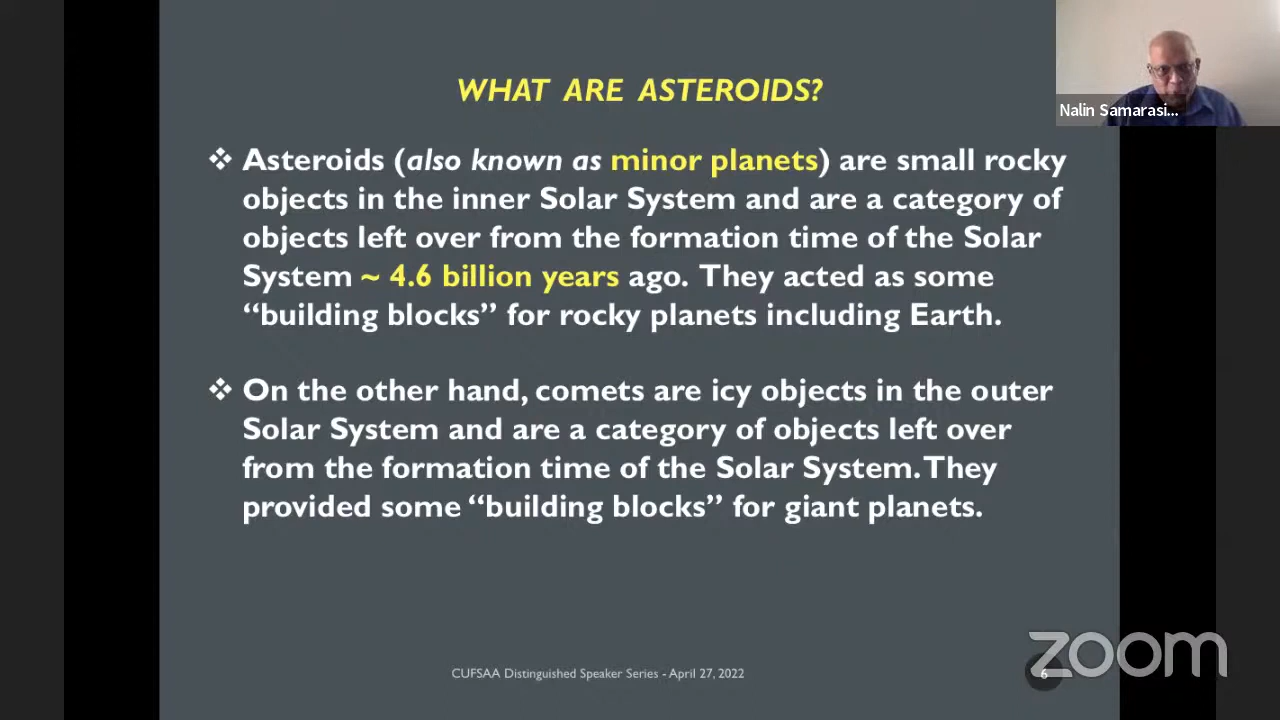 WHAT ARE ASTEROIDS?
Nalin Samarasi...
❖ Asteroids (also known as minor planets) are small rocky
objects in the inner Solar System and are a category of
objects left over from the formation time of the Solar
System ~ 4.6 billion years ago. They acted as some
“building blocks” for rocky planets including Earth.
❖ On the other hand, comets are icy objects in the outer
Solar System and are a category of objects left over
from the formation time of the Solar System. They
provided some “building blocks” for giant planets.
zoom
CUFSAA Distinguished Speaker Series - April 27, 2022
6